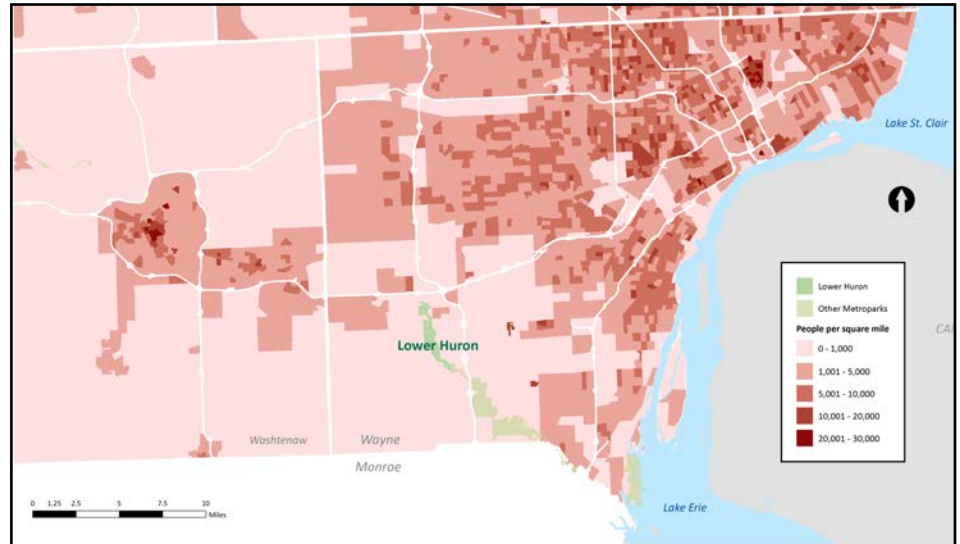 Lake St. Clair
Lower Huron
Other Metroparks
People per square mile
0 - 1,000
1,001 - 5,000
5,001 - 10,000
10,001 - 20,000
20,001 - 30,000
CAN
Lower Huron
Washtenaw
Wayne
Monroe
0 1.25 2.5 5 7.5 10
Miles
Lake Erie